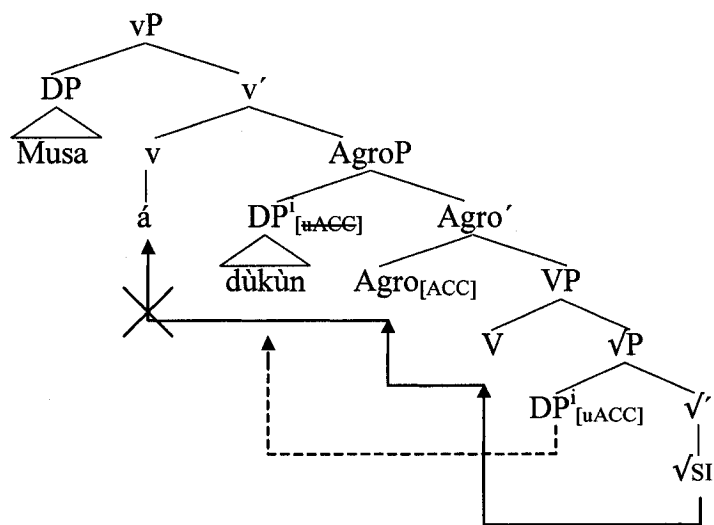 vP
DP v′
Musa v AgroP
á DPⁱ[uACC] Agro′
dùkùn Agro[ACC] VP
V √P
DPⁱ[uACC] √′
√SI